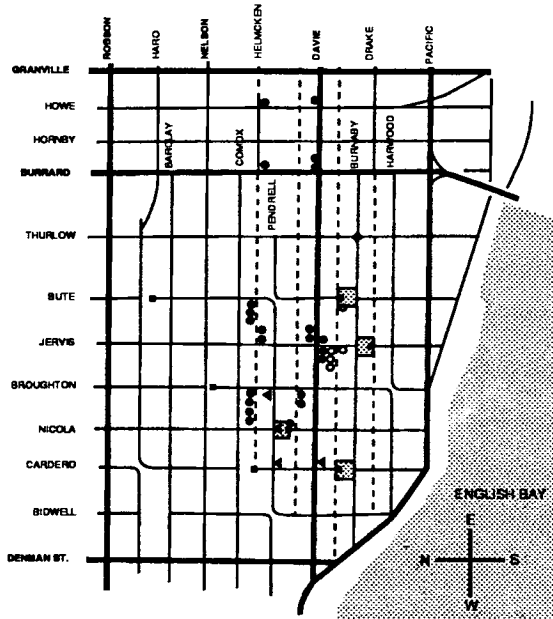 ROBSON
HARO
NELSON
HELMCKEN
DAVIE
DRAKE
PACIFIC
GRANVILLE
HOWE
HORNBY
BURRARD
BARCLAY
COMOX
PENDRELL
BURNABY
HARWOOD
THURLOW
BUTE
JERVIS
BROUGHTON
NICOLA
CARDERO
BIDWELL
DENMAN ST.
ENGLISH BAY
E
N S
W